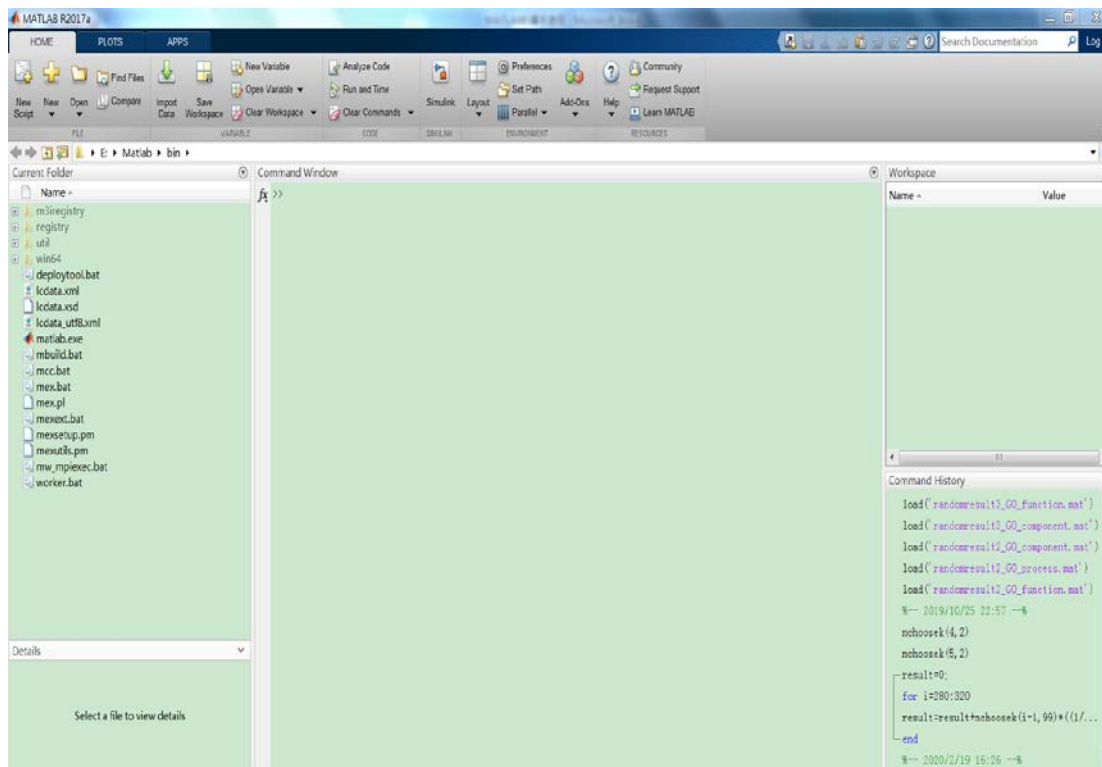 MATLAB R2017a
HOME PLOTS APPS
Search Documentation
Log
New Script
New
Open
Find Files
Compare
Import Data
Save Workspace
New Variable
Open Variable
Clear Workspace
Analyze Code
Run and Time
Clear Commands
Simulink
Layout
Preferences
Set Path
Parallel
Add-Ons
Help
Community
Request Support
Learn MATLAB
FILE VARIABLE CODE SIMULINK ENVIRONMENT RESOURCES
E: Matlab bin
Current Folder
Name
m3iregistry
registry
util
win64
deploytool.bat
lcdata.xml
lcdata.xsd
lcdata_utf8.xml
matlab.exe
mbuild.bat
mcc.bat
mex.bat
mex.pl
mexext.bat
mexsetup.pm
mexutils.pm
mw_mpiexec.bat
worker.bat
Details
Select a file to view details
Command Window
fx >>
Workspace
Name Value
Command History
load('randomresult3_GO_function.mat')
load('randomresult3_GO_component.mat')
load('randomresult2_GO_component.mat')
load('randomresult2_GO_process.mat')
load('randomresult2_GO_function.mat')
%-- 2019/10/25 22:57 --%
nchoosek(4,2)
nchoosek(5,2)
result=0;
for i=280:320
result=result+nchoosek(i-1,99)*((1/...
end
%-- 2020/2/19 16:26 --%